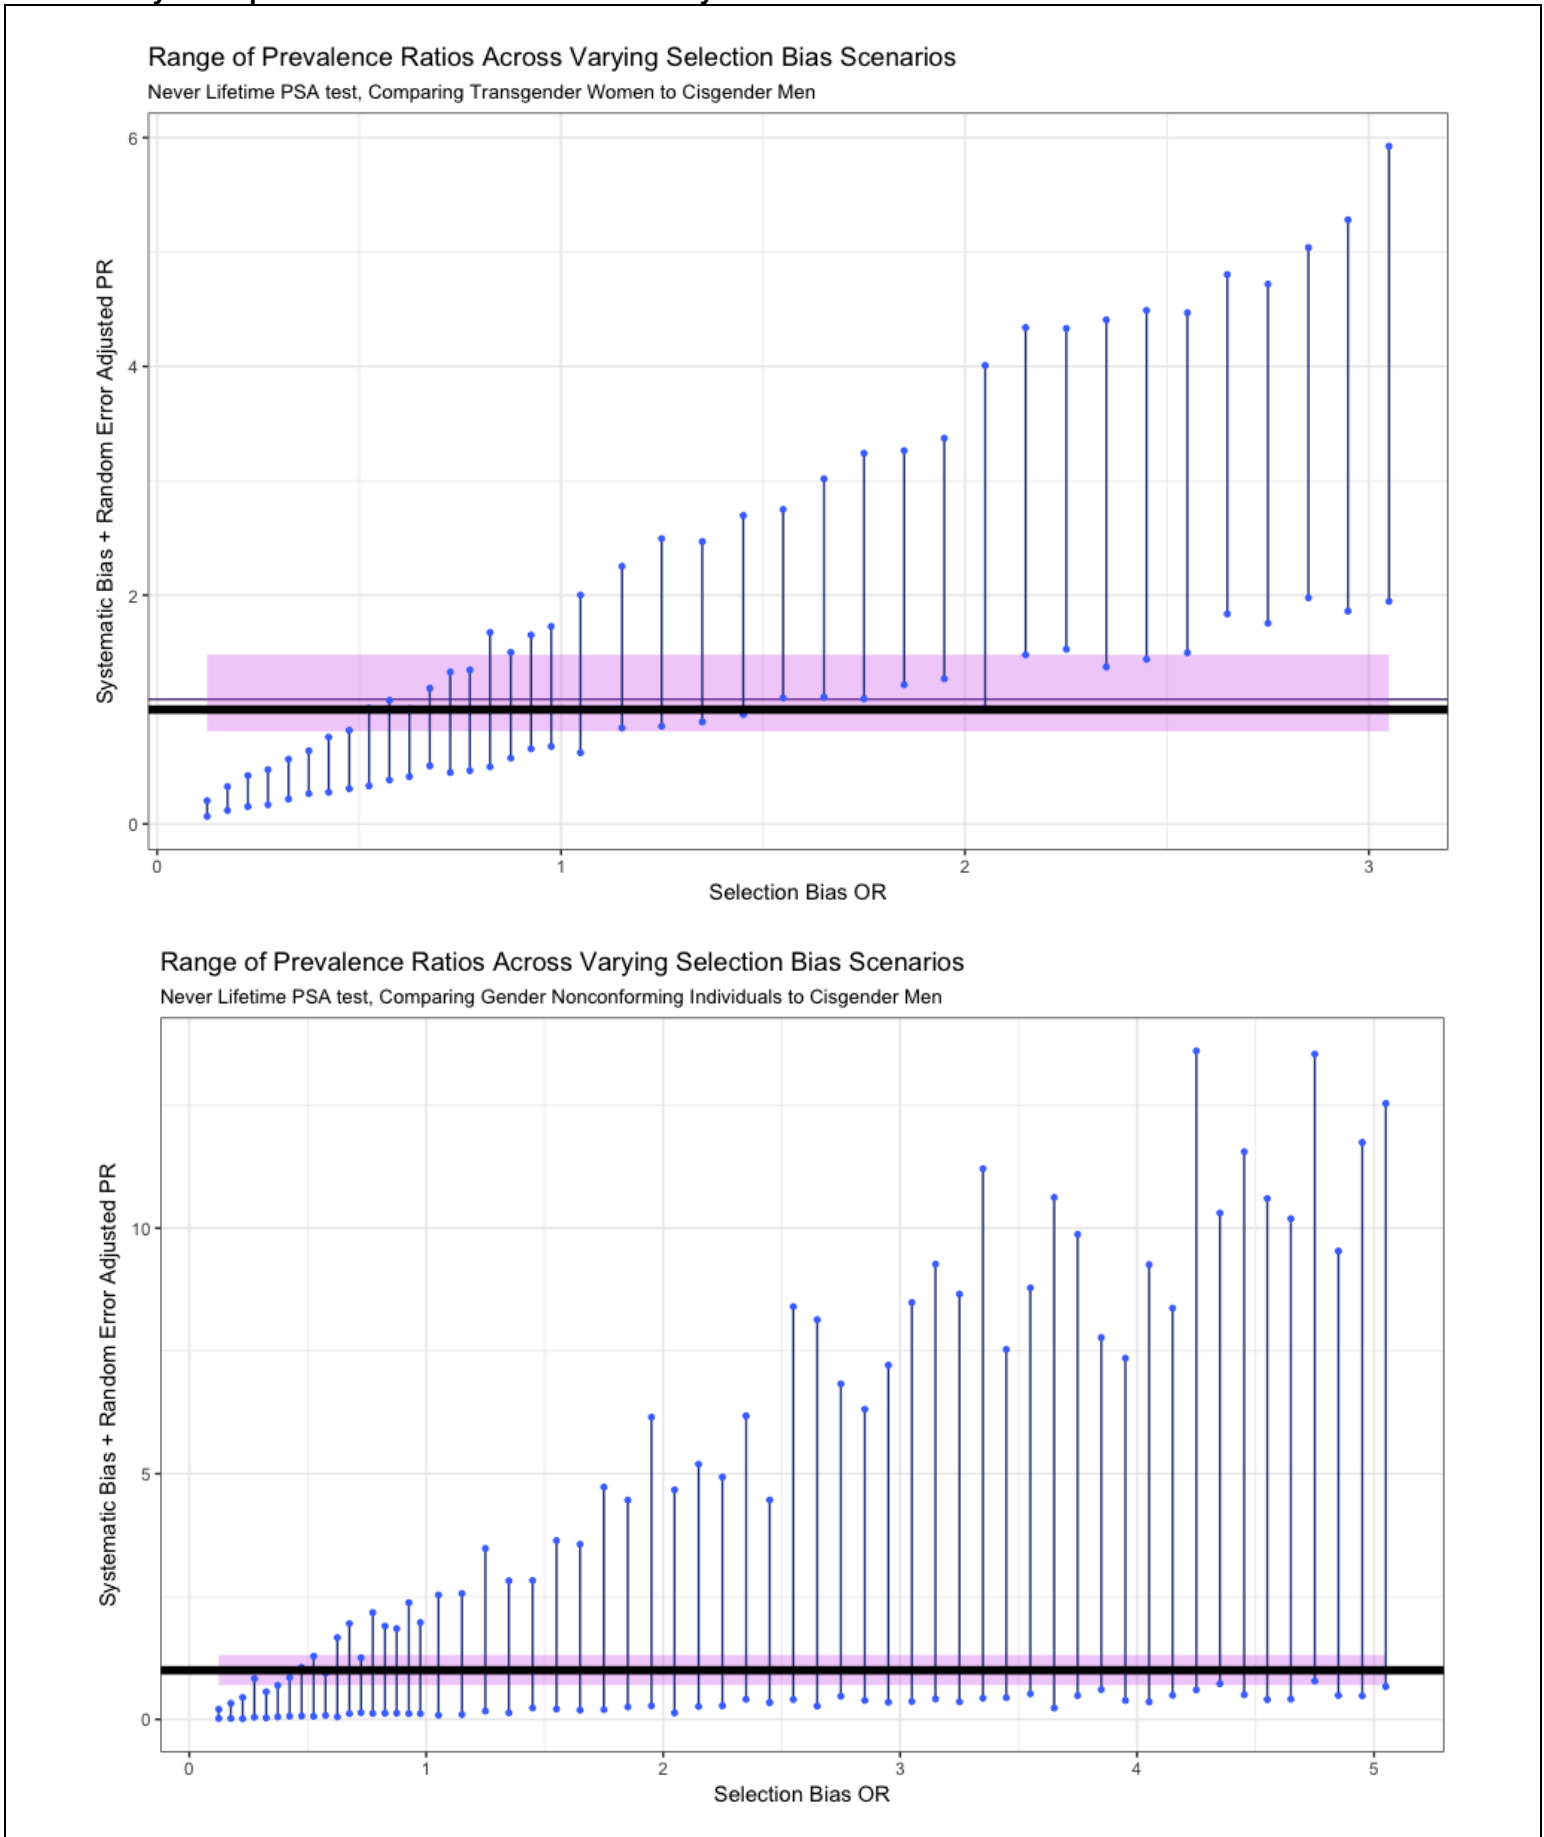 Range of Prevalence Ratios Across Varying Selection Bias Scenarios
Never Lifetime PSA test, Comparing Transgender Women to Cisgender Men
Systematic Bias + Random Error Adjusted PR
6
4
2
0
0 1 2 3
Selection Bias OR
Range of Prevalence Ratios Across Varying Selection Bias Scenarios
Never Lifetime PSA test, Comparing Gender Nonconforming Individuals to Cisgender Men
Systematic Bias + Random Error Adjusted PR
10
5
0
0 1 2 3 4 5
Selection Bias OR